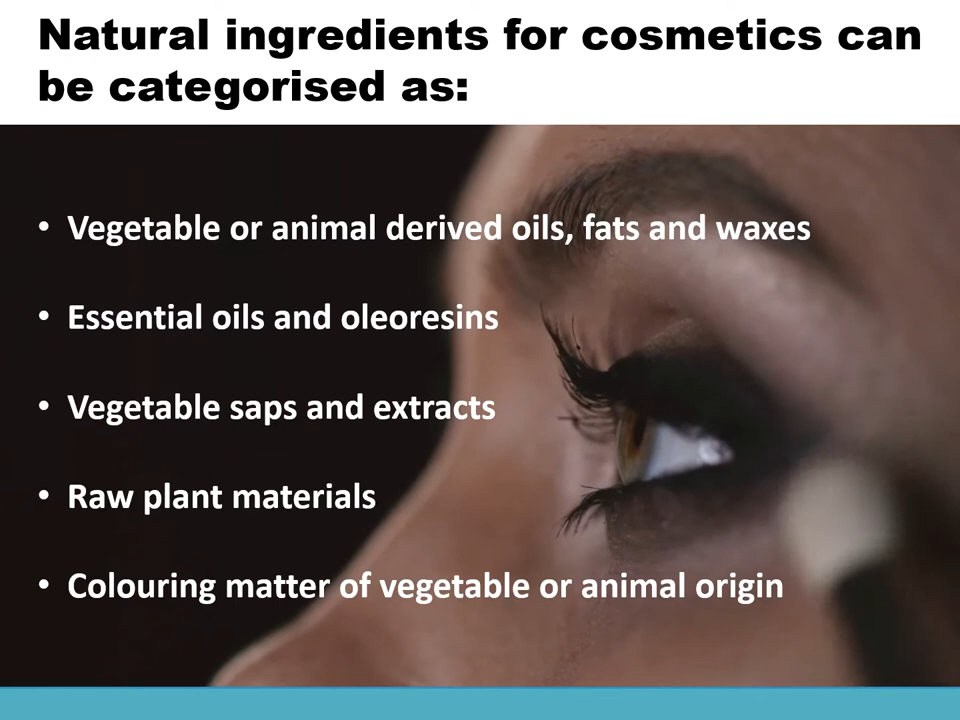 Natural ingredients for cosmetics can
be categorised as:
• Vegetable or animal derived oils, fats and waxes
• Essential oils and oleoresins
• Vegetable saps and extracts
• Raw plant materials
• Colouring matter of vegetable or animal origin